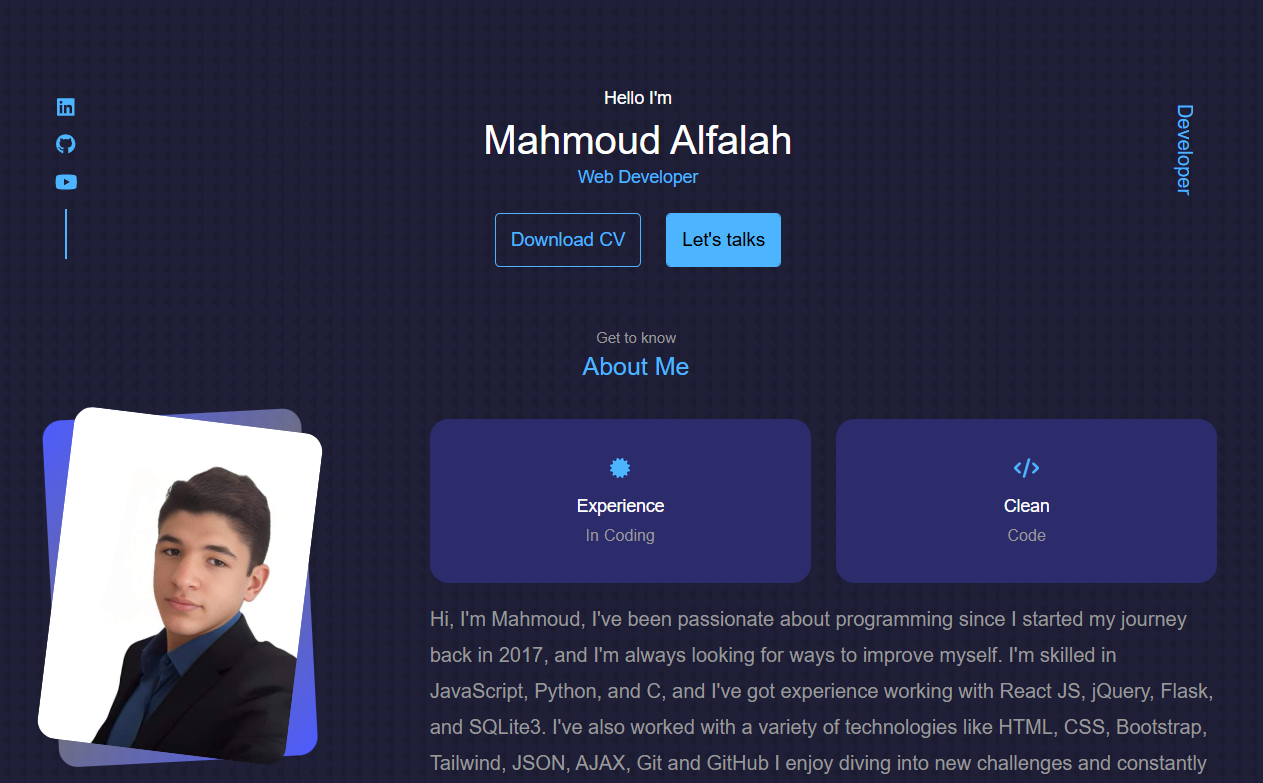 Hello I'm
Mahmoud Alfalah
Web Developer
Download CV
Let's talks
Developer
Get to know
About Me
Experience
In Coding
Clean
Code
Hi, I'm Mahmoud, I've been passionate about programming since I started my journey
back in 2017, and I'm always looking for ways to improve myself. I'm skilled in
JavaScript, Python, and C, and I've got experience working with React JS, jQuery, Flask,
and SQLite3. I've also worked with a variety of technologies like HTML, CSS, Bootstrap,
Tailwind, JSON, AJAX, Git and GitHub I enjoy diving into new challenges and constantly